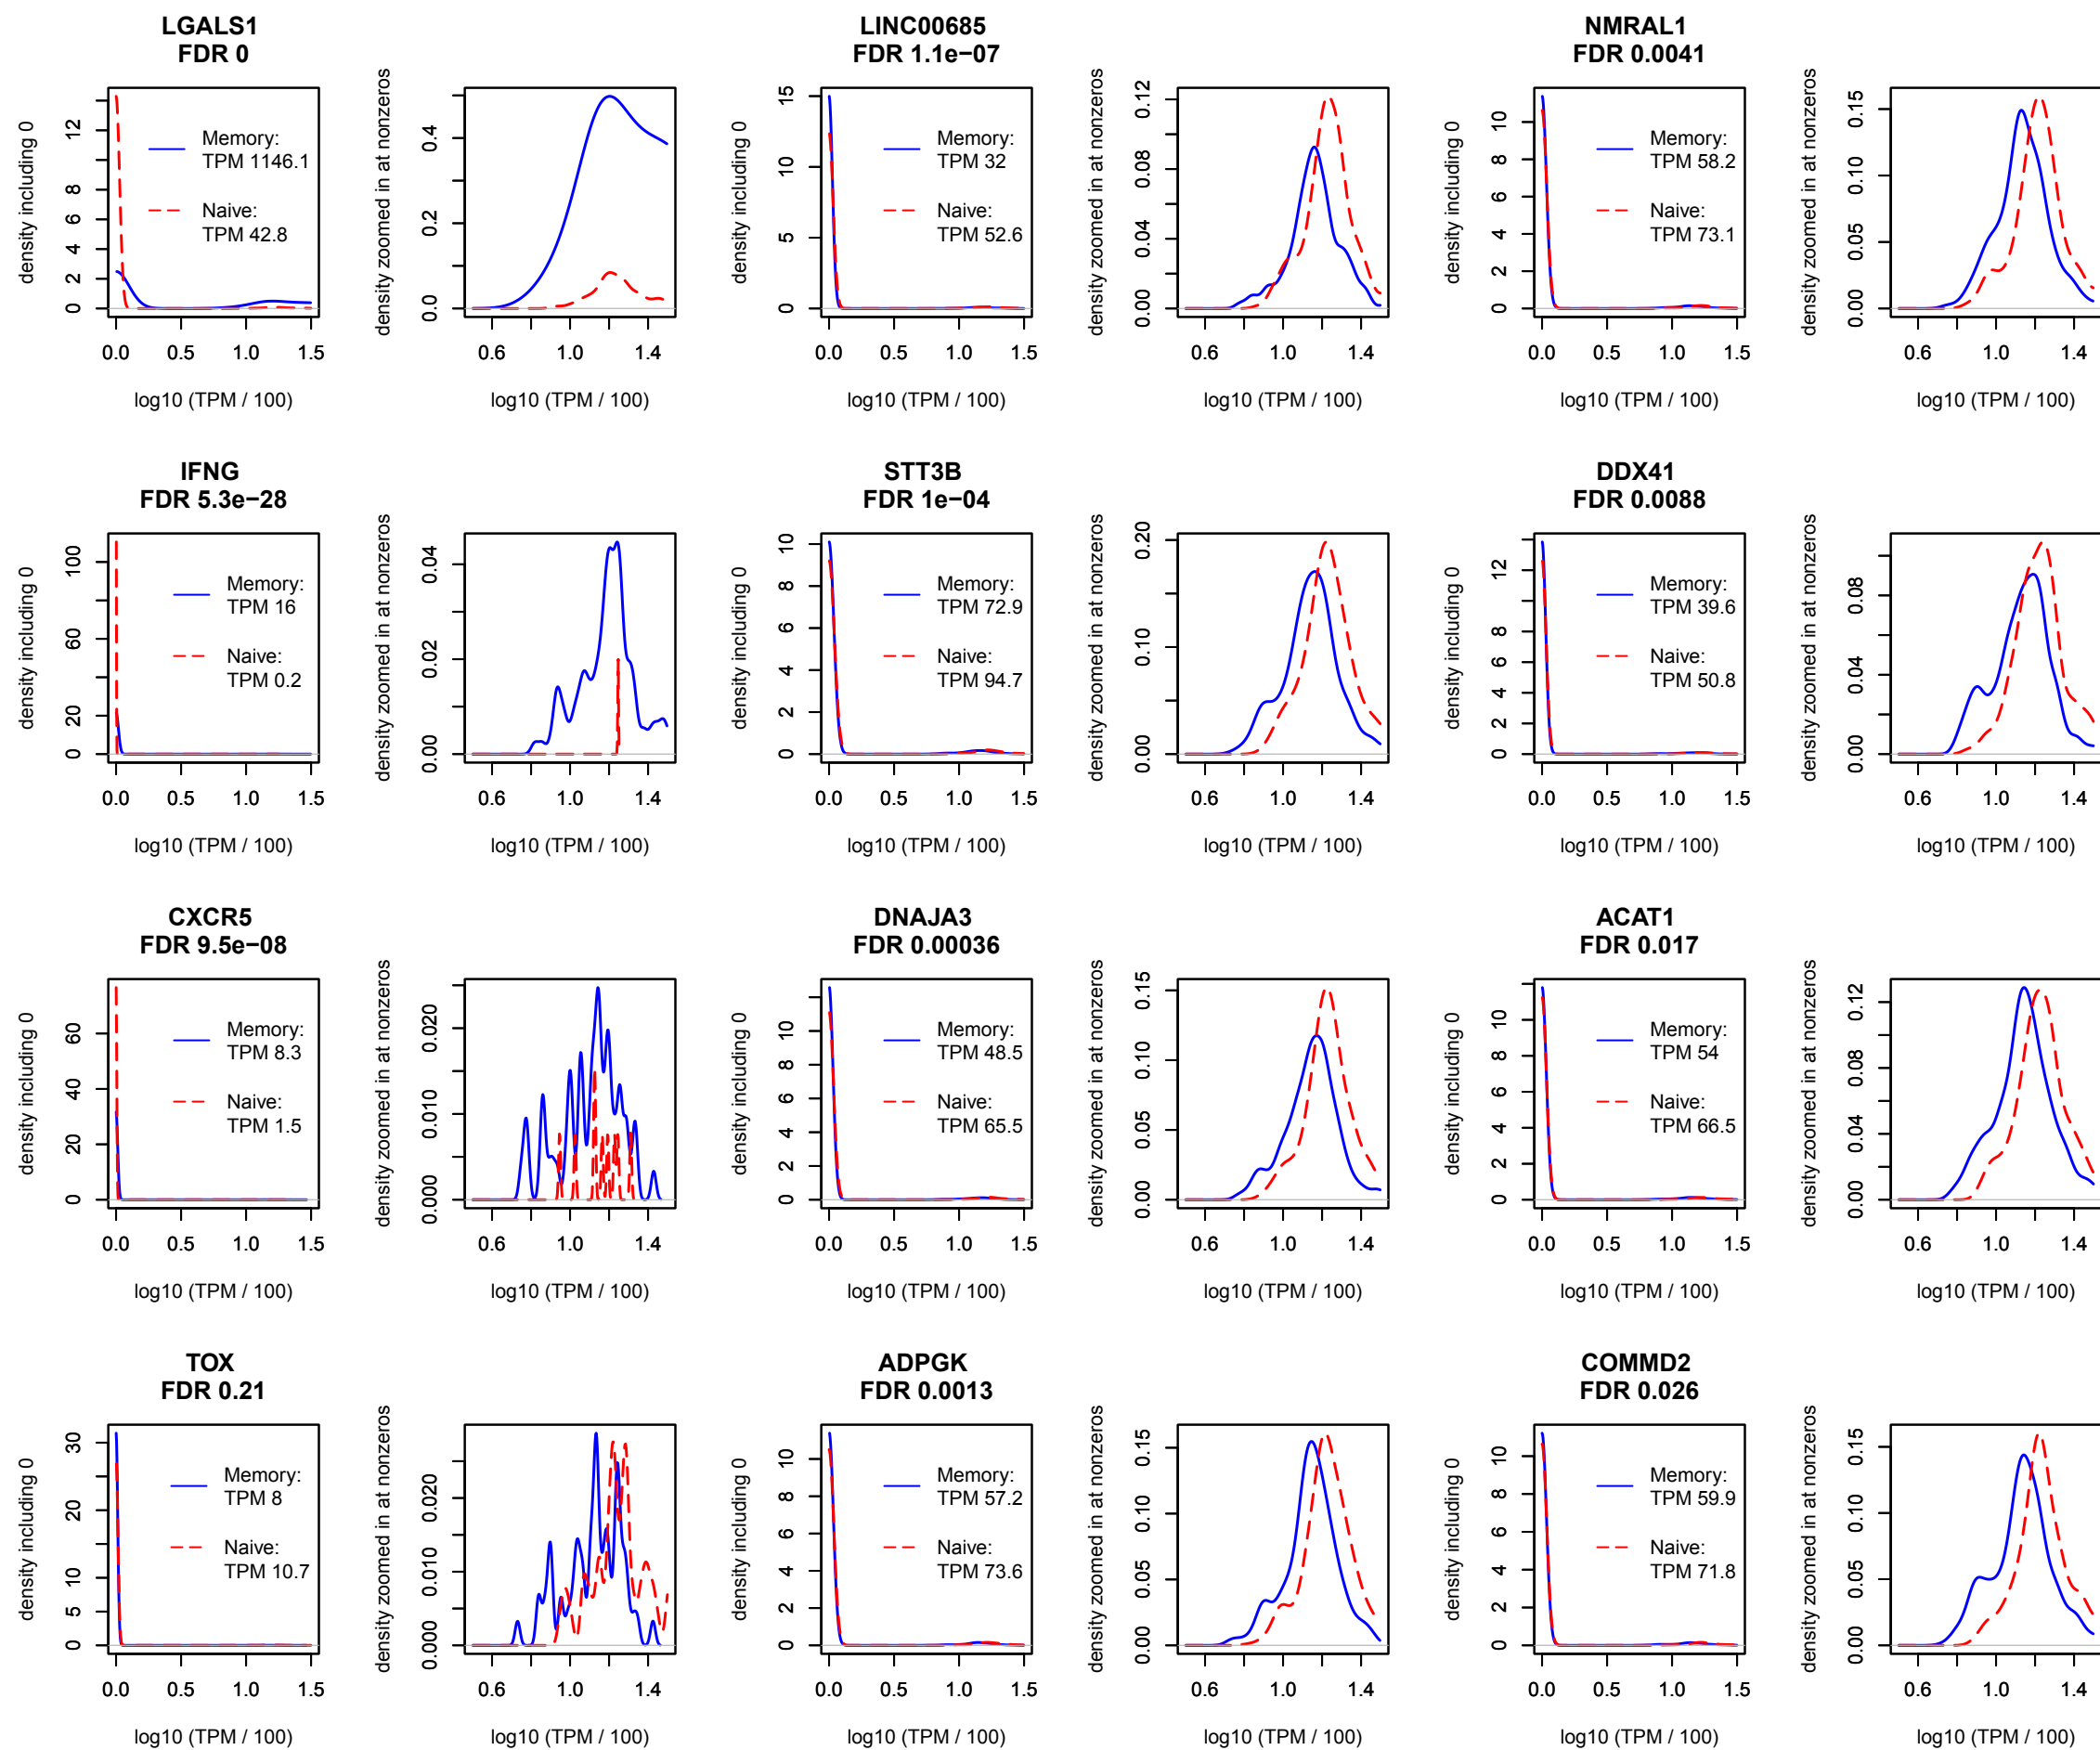 LGALS1
FDR 0
density including 0
0 2 4 6 8 12
0.0 0.5 1.0 1.5
log10 (TPM / 100)
Memory:
TPM 1146.1
Naive:
TPM 42.8
density zoomed in at nonzeros
0.0 0.2 0.4
0.6 1.0 1.4
log10 (TPM / 100)
LINC00685
FDR 1.1e−07
density including 0
0 5 10 15
0.0 0.5 1.0 1.5
log10 (TPM / 100)
Memory:
TPM 32
Naive:
TPM 52.6
density zoomed in at nonzeros
0.00 0.04 0.08 0.12
0.6 1.0 1.4
log10 (TPM / 100)
NMRAL1
FDR 0.0041
density including 0
0 2 4 6 8 10
0.0 0.5 1.0 1.5
log10 (TPM / 100)
Memory:
TPM 58.2
Naive:
TPM 73.1
density zoomed in at nonzeros
0.00 0.05 0.10 0.15
0.6 1.0 1.4
log10 (TPM / 100)
IFNG
FDR 5.3e−28
density including 0
0 20 60 100
0.0 0.5 1.0 1.5
log10 (TPM / 100)
Memory:
TPM 16
Naive:
TPM 0.2
density zoomed in at nonzeros
0.00 0.02 0.04
0.6 1.0 1.4
log10 (TPM / 100)
STT3B
FDR 1e−04
density including 0
0 2 4 6 8 10
0.0 0.5 1.0 1.5
log10 (TPM / 100)
Memory:
TPM 72.9
Naive:
TPM 94.7
density zoomed in at nonzeros
0.00 0.10 0.20
0.6 1.0 1.4
log10 (TPM / 100)
DDX41
FDR 0.0088
density including 0
0 2 4 6 8 12
0.0 0.5 1.0 1.5
log10 (TPM / 100)
Memory:
TPM 39.6
Naive:
TPM 50.8
density zoomed in at nonzeros
0.00 0.04 0.08
0.6 1.0 1.4
log10 (TPM / 100)
CXCR5
FDR 9.5e−08
density including 0
0 20 40 60
0.0 0.5 1.0 1.5
log10 (TPM / 100)
Memory:
TPM 8.3
Naive:
TPM 1.5
density zoomed in at nonzeros
0.000 0.010 0.020
0.6 1.0 1.4
log10 (TPM / 100)
DNAJA3
FDR 0.00036
density including 0
0 2 4 6 8 10
0.0 0.5 1.0 1.5
log10 (TPM / 100)
Memory:
TPM 48.5
Naive:
TPM 65.5
density zoomed in at nonzeros
0.00 0.05 0.10 0.15
0.6 1.0 1.4
log10 (TPM / 100)
ACAT1
FDR 0.017
density including 0
0 2 4 6 8 10
0.0 0.5 1.0 1.5
log10 (TPM / 100)
Memory:
TPM 54
Naive:
TPM 66.5
density zoomed in at nonzeros
0.00 0.04 0.08 0.12
0.6 1.0 1.4
log10 (TPM / 100)
TOX
FDR 0.21
density including 0
0 5 10 20 30
0.0 0.5 1.0 1.5
log10 (TPM / 100)
Memory:
TPM 8
Naive:
TPM 10.7
density zoomed in at nonzeros
0.000 0.010 0.020
0.6 1.0 1.4
log10 (TPM / 100)
ADPGK
FDR 0.0013
density including 0
0 2 4 6 8 10
0.0 0.5 1.0 1.5
log10 (TPM / 100)
Memory:
TPM 57.2
Naive:
TPM 73.6
density zoomed in at nonzeros
0.00 0.05 0.10 0.15
0.6 1.0 1.4
log10 (TPM / 100)
COMMD2
FDR 0.026
density including 0
0 2 4 6 8 10
0.0 0.5 1.0 1.5
log10 (TPM / 100)
Memory:
TPM 59.9
Naive:
TPM 71.8
density zoomed in at nonzeros
0.00 0.05 0.10 0.15
0.6 1.0 1.4
log10 (TPM / 100)